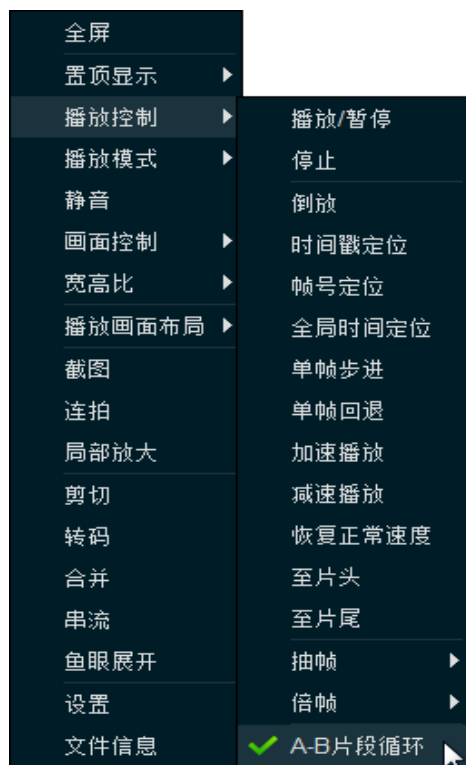 全屏
置顶显示
播放控制
播放模式
静音
画面控制
宽高比
播放画面布局
截图
连拍
局部放大
剪切
转码
合并
串流
鱼眼展开
设置
文件信息
播放/暂停
停止
倒放
时间戳定位
帧号定位
全局时间定位
单帧步进
单帧回退
加速播放
减速播放
恢复正常速度
至片头
至片尾
抽帧
倍帧
A-B片段循环